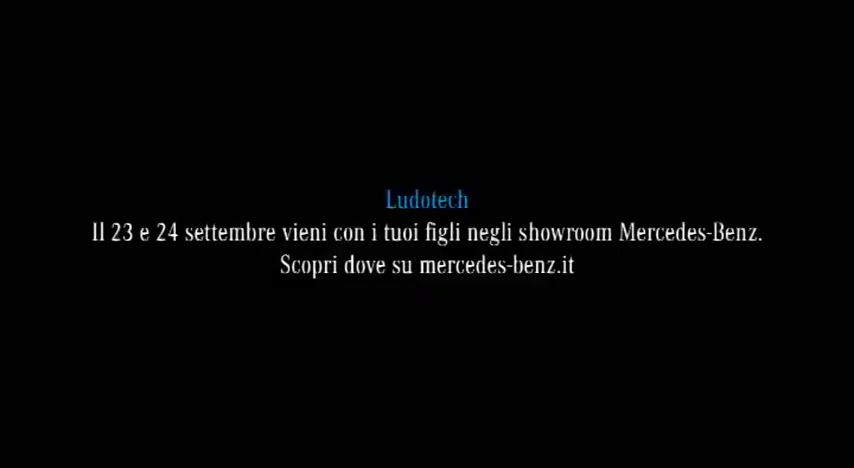 Ludotech
Il 23 e 24 settembre vieni con i tuoi figli negli showroom Mercedes-Benz.
Scopri dove su mercedes-benz.it